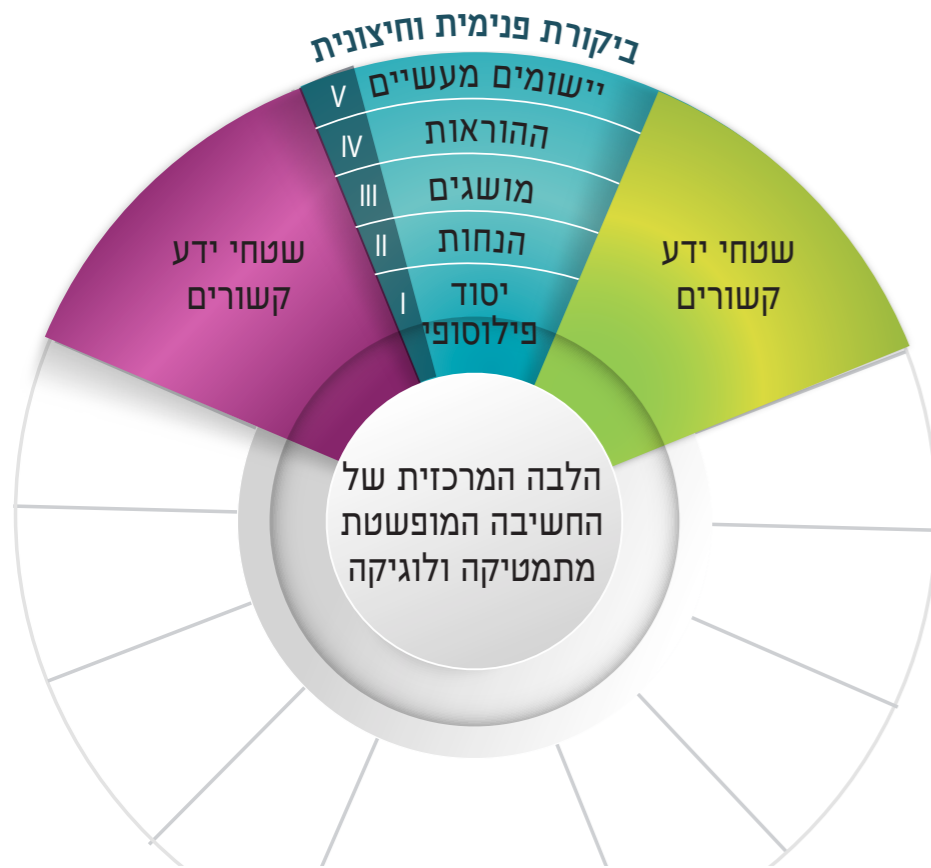 ביקורת פנימית וחיצונית
V יישומים מעשיים
IV ההוראות
III מושגים
II הנחות
I יסוד
פילוסופי
שטחי ידע
קשורים
שטחי ידע
קשורים
הלבה המרכזית של
החשיבה המופשטת
מתמטיקה ולוגיקה